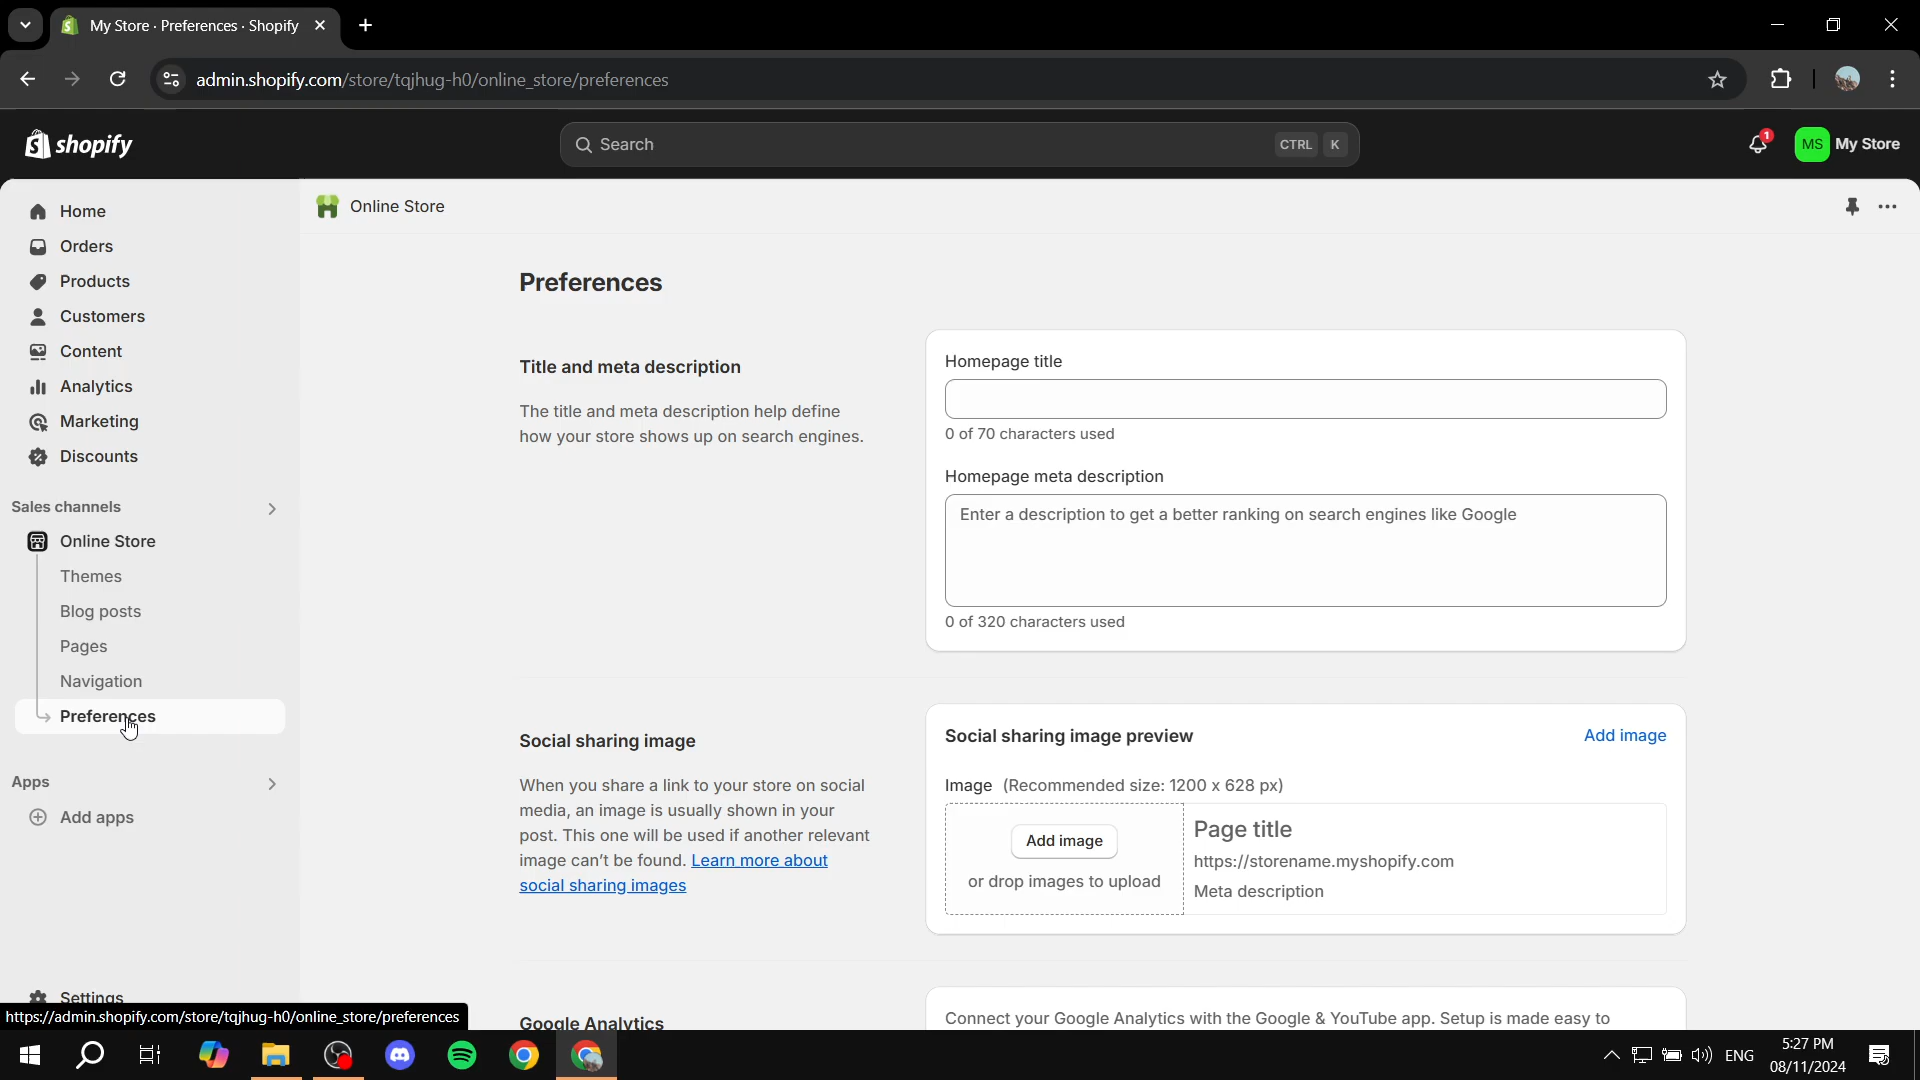 My Store · Preferences · Shopify
admin.shopify.com/store/tqjhug-h0/online_store/preferences
shopify
Search
CTRL K
1
MS
My Store
Home
Orders
Products
Customers
Content
Analytics
Marketing
Discounts
Sales channels
Online Store
Themes
Blog posts
Pages
Navigation
Preferences
Apps
Add apps
Settings
https://admin.shopify.com/store/tqjhug-h0/online_store/preferences
Online Store
Preferences
Title and meta description
The title and meta description help define
how your store shows up on search engines.
Homepage title
0 of 70 characters used
Homepage meta description
Enter a description to get a better ranking on search engines like Google
0 of 320 characters used
Social sharing image
When you share a link to your store on social
media, an image is usually shown in your
post. This one will be used if another relevant
image can't be found. Learn more about
social sharing images
Social sharing image preview
Add image
Image (Recommended size: 1200 x 628 px)
Add image
or drop images to upload
Page title
https://storename.myshopify.com
Meta description
Google Analytics
Connect your Google Analytics with the Google & YouTube app. Setup is made easy to
ENG
5:27 PM
08/11/2024